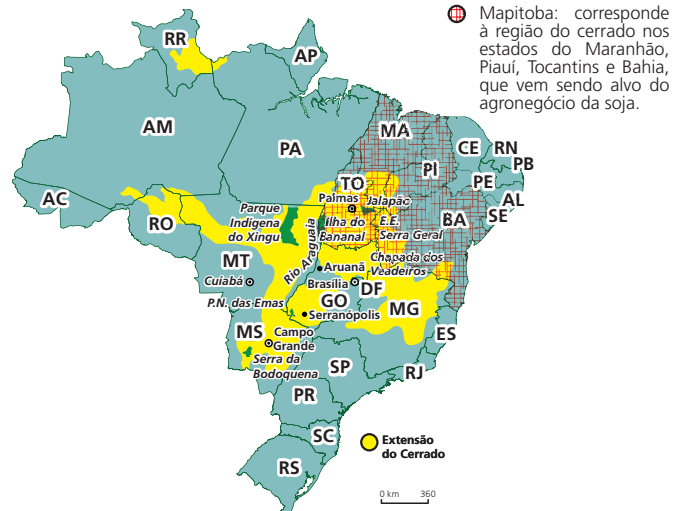 Mapitoba: corresponde
à região do cerrado nos
estados do Maranhão,
Piauí, Tocantins e Bahia,
que vem sendo alvo do
agronegócio da soja.
RR
AP
AM
PA
MA
CE
RN
PB
PI
PE
AL
SE
BA
AC
RO
TO
Palmas
Jalapão
Parque
Indigena
do Xingu
Ilha do
Bananal
E.E.
Serra Geral
Rio Araguaia
Chapada dos
Veadeiros
MT
Cuiabá
Aruanã
Brasília
DF
P.N. das Emas
GO
MG
Serranópolis
MS
Campo
Grande
Serra da
Bodoquena
ES
SP
RJ
PR
SC
RS
Extensão
do Cerrado
0 km 360